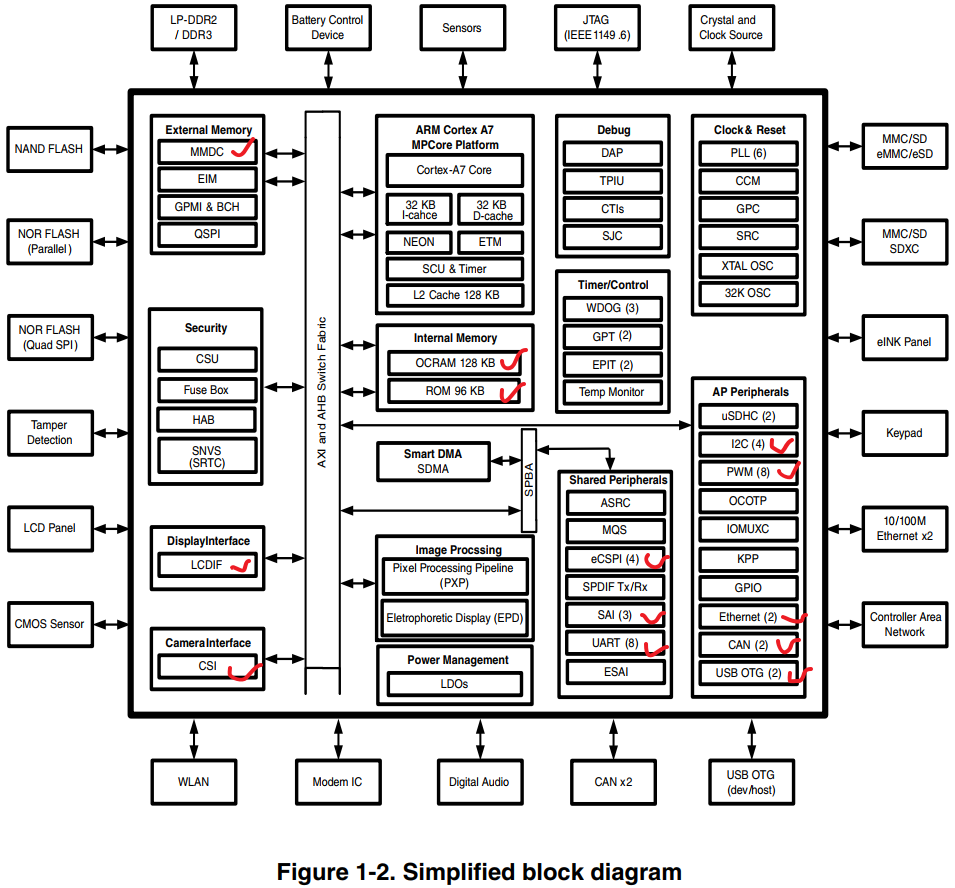 LP-DDR2
/ DDR3
Battery Control
Device
Sensors
JTAG
(IEEE1149 .6)
Crystal and
Clock Source
NAND FLASH
NOR FLASH
(Parallel )
NOR FLASH
(Quad SPI )
Tamper
Detection
LCD Panel
CMOS Sensor
External Memory
MMDC
EIM
GPMI & BCH
QSPI
Security
CSU
Fuse Box
HAB
SNVS
(SRTC)
DisplayInterface
LCDIF
CameraInterface
CSI
AXI and AHB Switch Fabric
ARM Cortex A7
MPCore Platform
Cortex-A7 Core
32 KB
I-cahce
32 KB
D-cache
NEON
ETM
SCU & Timer
L2 Cache 128 KB
Internal Memory
OCRAM 128 KB
ROM 96 KB
Smart DMA
SDMA
SPBA
Image Procssing
Pixel Processing Pipeline
(PXP)
Eletrophoretic Display (EPD)
Power Management
LDOs
Debug
DAP
TPIU
CTIs
SJC
Timer/Control
WDOG (3)
GPT (2)
EPIT (2)
Temp Monitor
Shared Peripherals
ASRC
MQS
eCSPI (4)
SPDIF Tx/Rx
SAI (3)
UART (8)
ESAI
Clock & Reset
PLL (6)
CCM
GPC
SRC
XTAL OSC
32K OSC
AP Peripherals
uSDHC (2)
I2C (4)
PWM (8)
OCOTP
IOMUXC
KPP
GPIO
Ethernet (2)
CAN (2)
USB OTG (2)
MMC/SD
eMMC/eSD
MMC/SD
SDXC
eINK Panel
Keypad
10/100M
Ethernet x2
Controller Area
Network
WLAN
Modem IC
Digital Audio
CAN x2
USB OTG
(dev/host)
Figure 1-2. Simplified block diagram